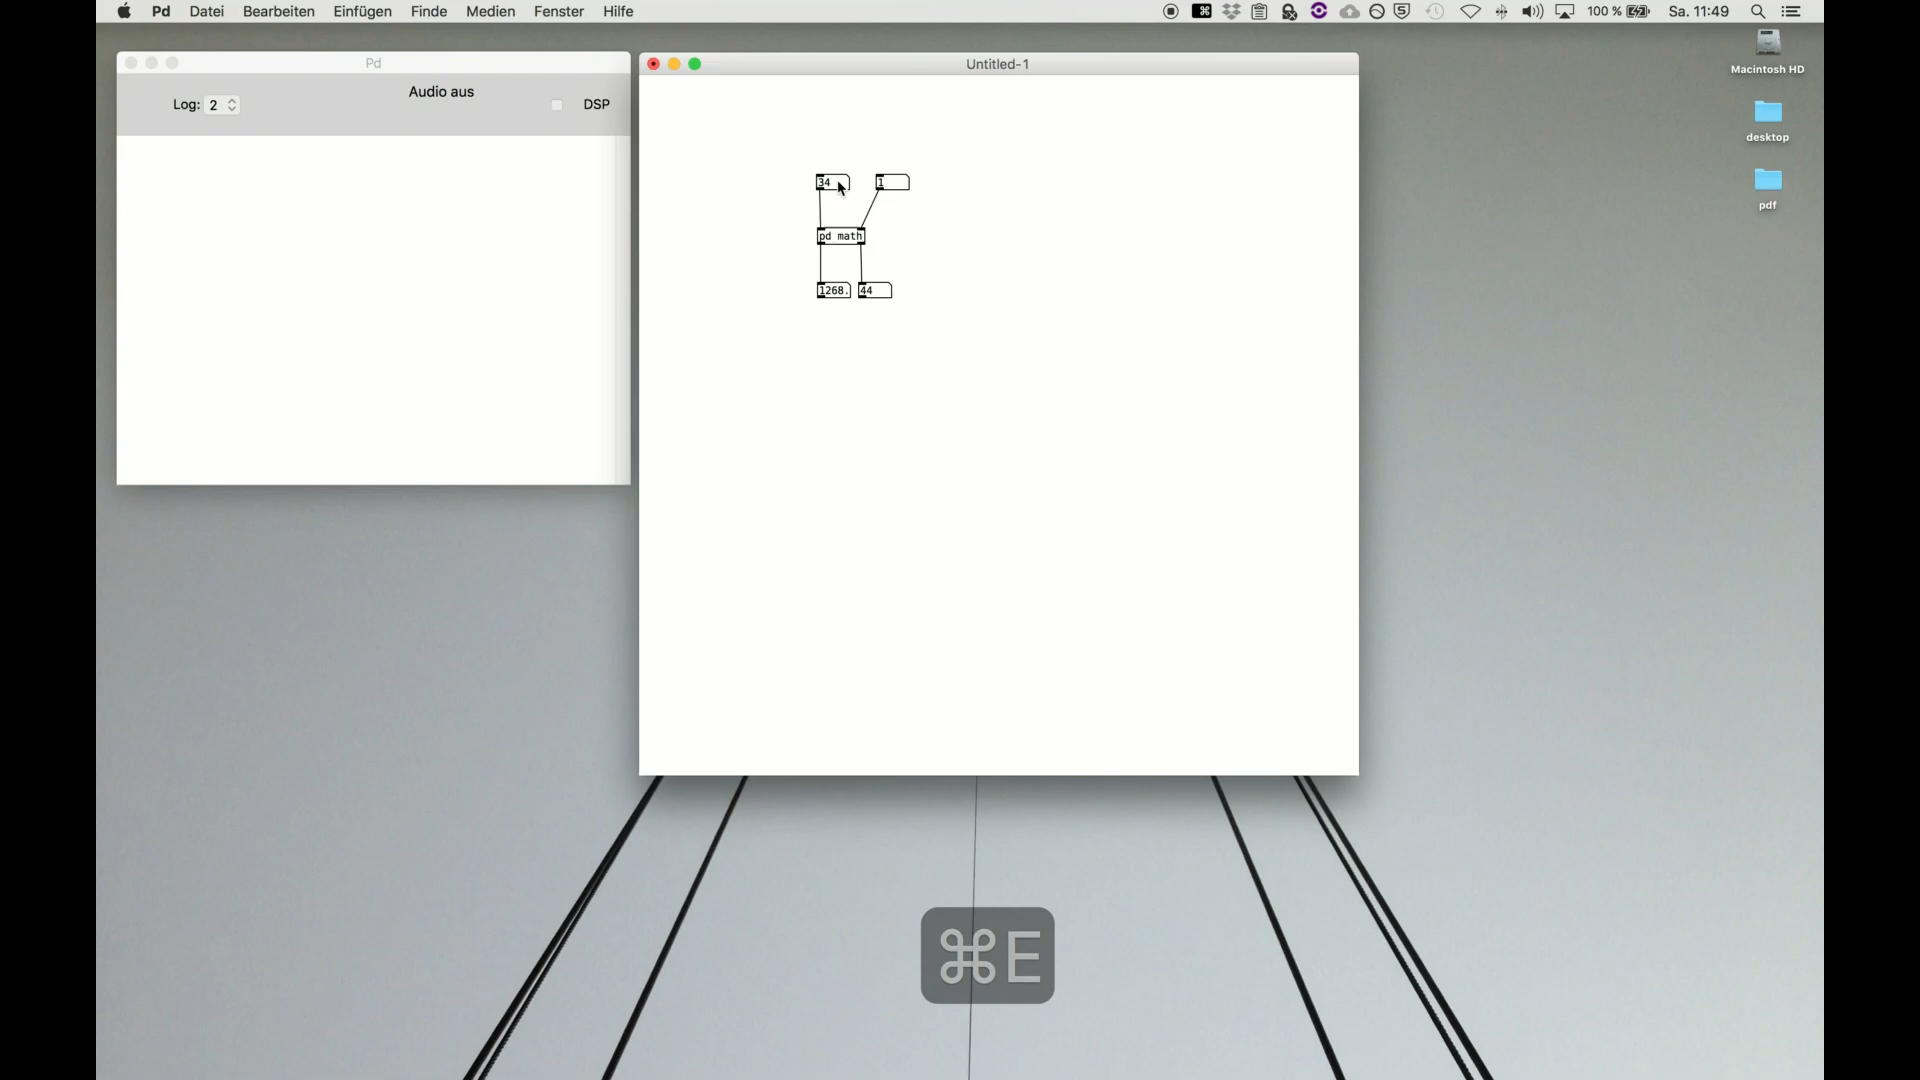 Pd Datei Bearbeiten Einfügen Finde Medien Fenster Hilfe 100 % Sa. 11:49
Macintosh HD
desktop
pdf
Pd
Audio aus
Log: 2 DSP
Untitled-1
34 1
pd math
1268. 44
⌘E